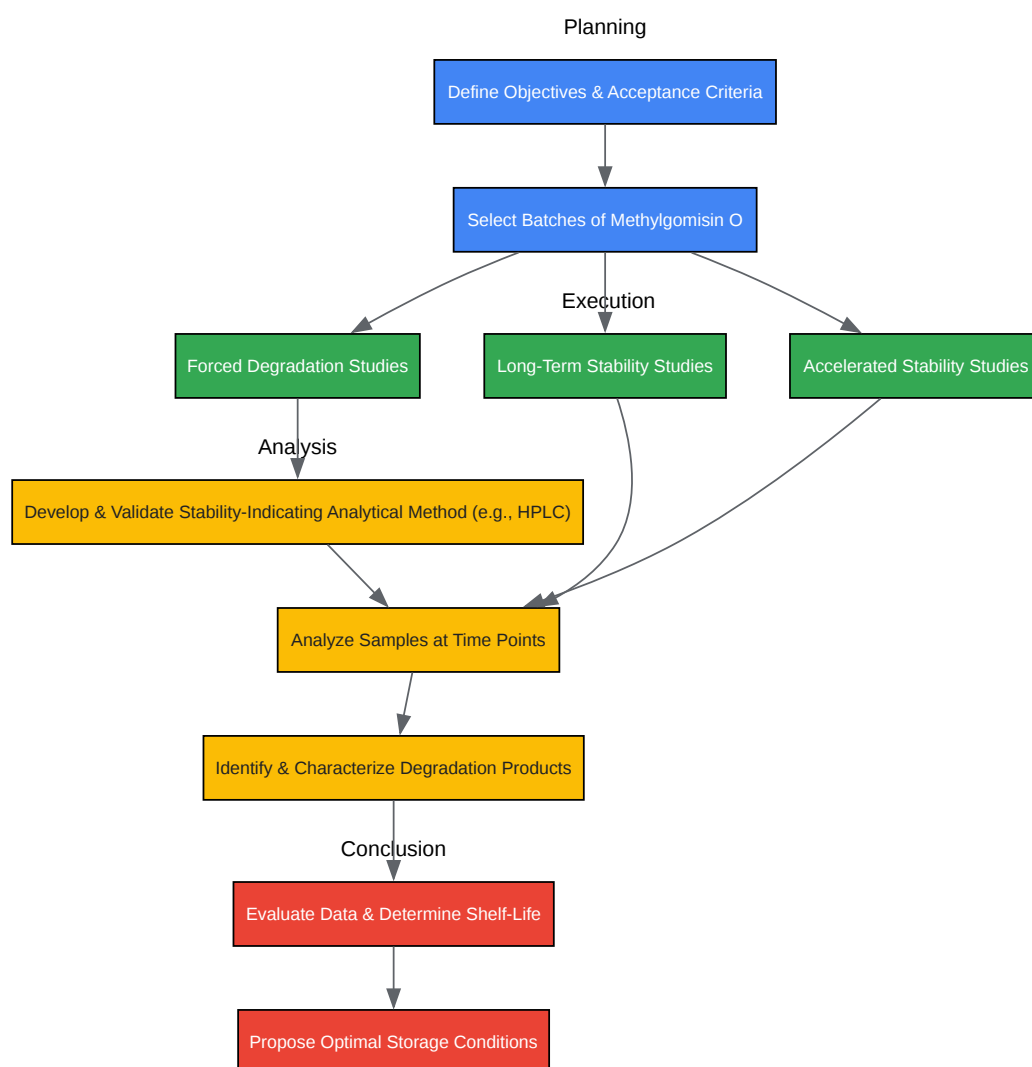 Planning
Define Objectives & Acceptance Criteria
Select Batches of Methylgomisin O
Execution
Forced Degradation Studies
Long-Term Stability Studies
Accelerated Stability Studies
Analysis
Develop & Validate Stability-Indicating Analytical Method (e.g., HPLC)
Analyze Samples at Time Points
Identify & Characterize Degradation Products
Conclusion
Evaluate Data & Determine Shelf-Life
Propose Optimal Storage Conditions